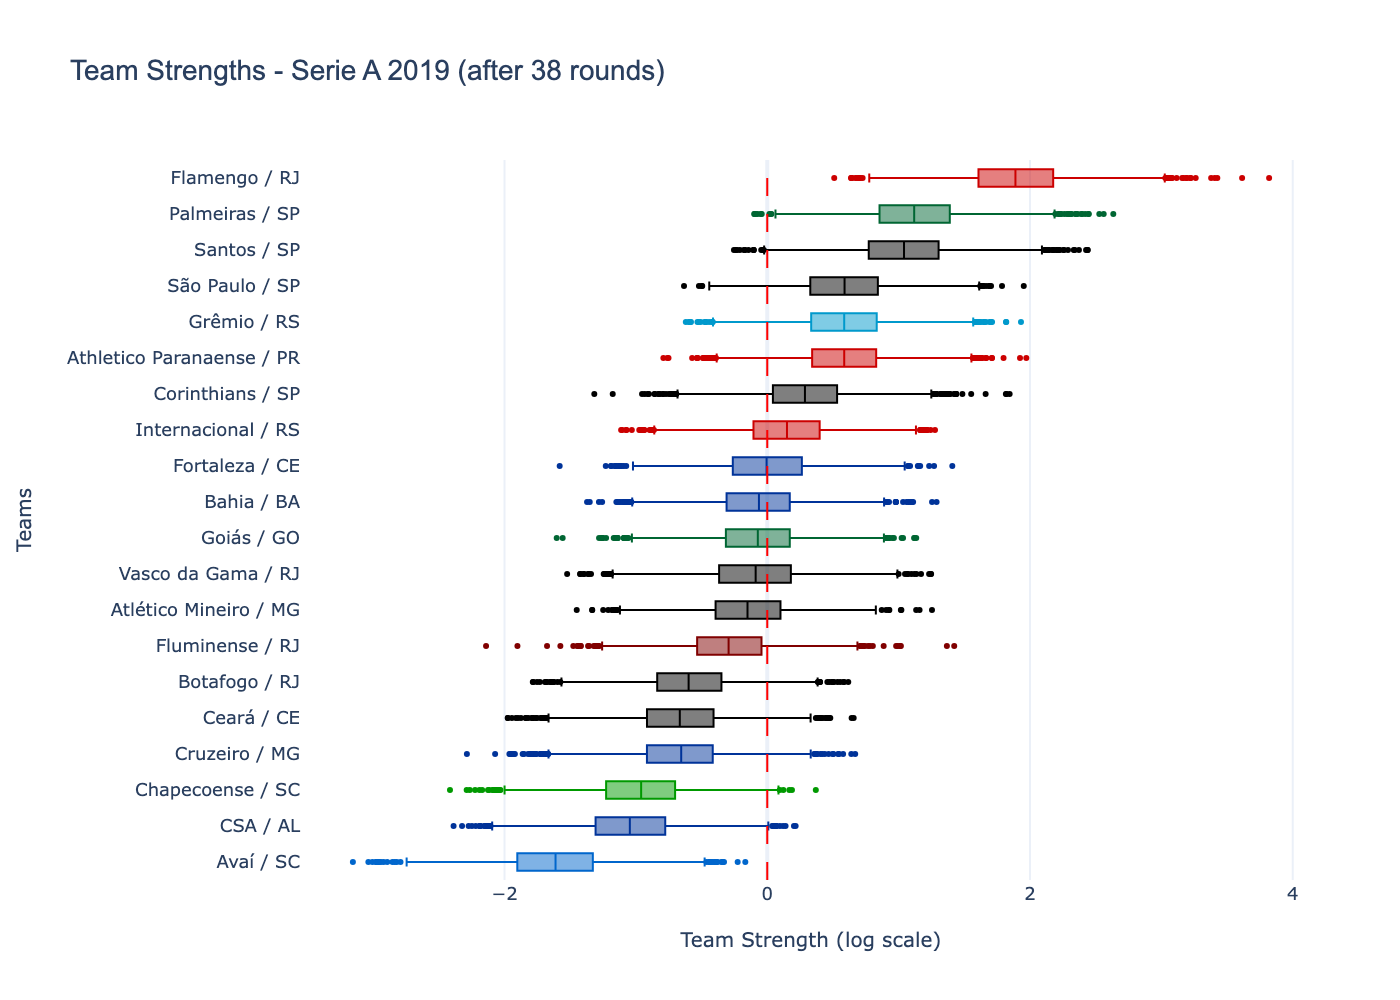 Team Strengths - Serie A 2019 (after 38 rounds)
Flamengo / RJ
Palmeiras / SP
Santos / SP
São Paulo / SP
Grêmio / RS
Athletico Paranaense / PR
Corinthians / SP
Internacional / RS
Fortaleza / CE
Bahia / BA
Goiás / GO
Vasco da Gama / RJ
Atlético Mineiro / MG
Fluminense / RJ
Botafogo / RJ
Ceará / CE
Cruzeiro / MG
Chapecoense / SC
CSA / AL
Avaí / SC
Teams
−2 0 2 4
Team Strength (log scale)